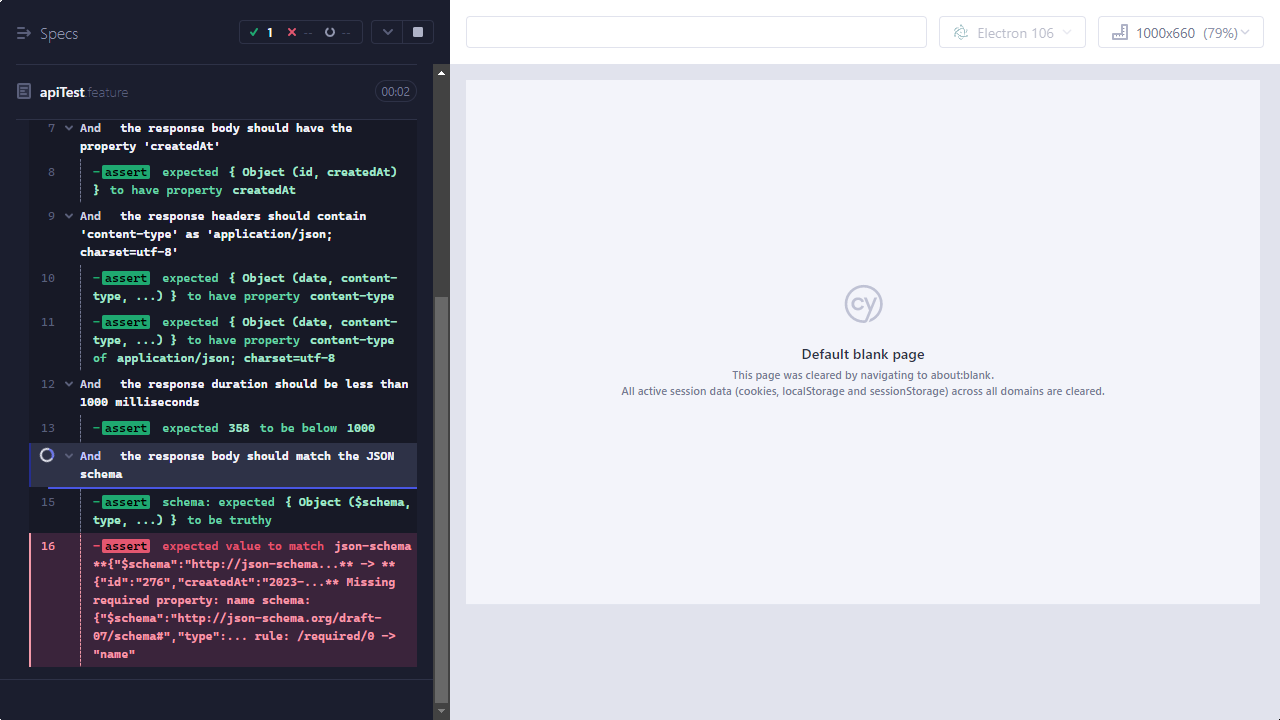 Specs
1
--
--
Electron 106
1000x660 (79%)
apiTest.feature
00:02
7 And the response body should have the
property 'createdAt'
8 -assert expected { Object (id, createdAt)
} to have property createdAt
9 And the response headers should contain
'content-type' as 'application/json;
charset=utf-8'
10 -assert expected { Object (date, content-
type, ...) } to have property content-type
11 -assert expected { Object (date, content-
type, ...) } to have property content-type
of application/json; charset=utf-8
12 And the response duration should be less than
1000 milliseconds
13 -assert expected 358 to be below 1000
And the response body should match the JSON
schema
15 -assert schema: expected { Object ($schema,
type, ...) } to be truthy
16 -assert expected value to match json-schema
**{"$schema":"http://json-schema...** -> **
{"id":"276","createdAt":"2023-...** Missing
required property: name schema:
{"$schema":"http://json-schema.org/draft-
07/schema#","type":... rule: /required/0 ->
"name"
cy
Default blank page
This page was cleared by navigating to about:blank.
All active session data (cookies, localStorage and sessionStorage) across all domains are cleared.